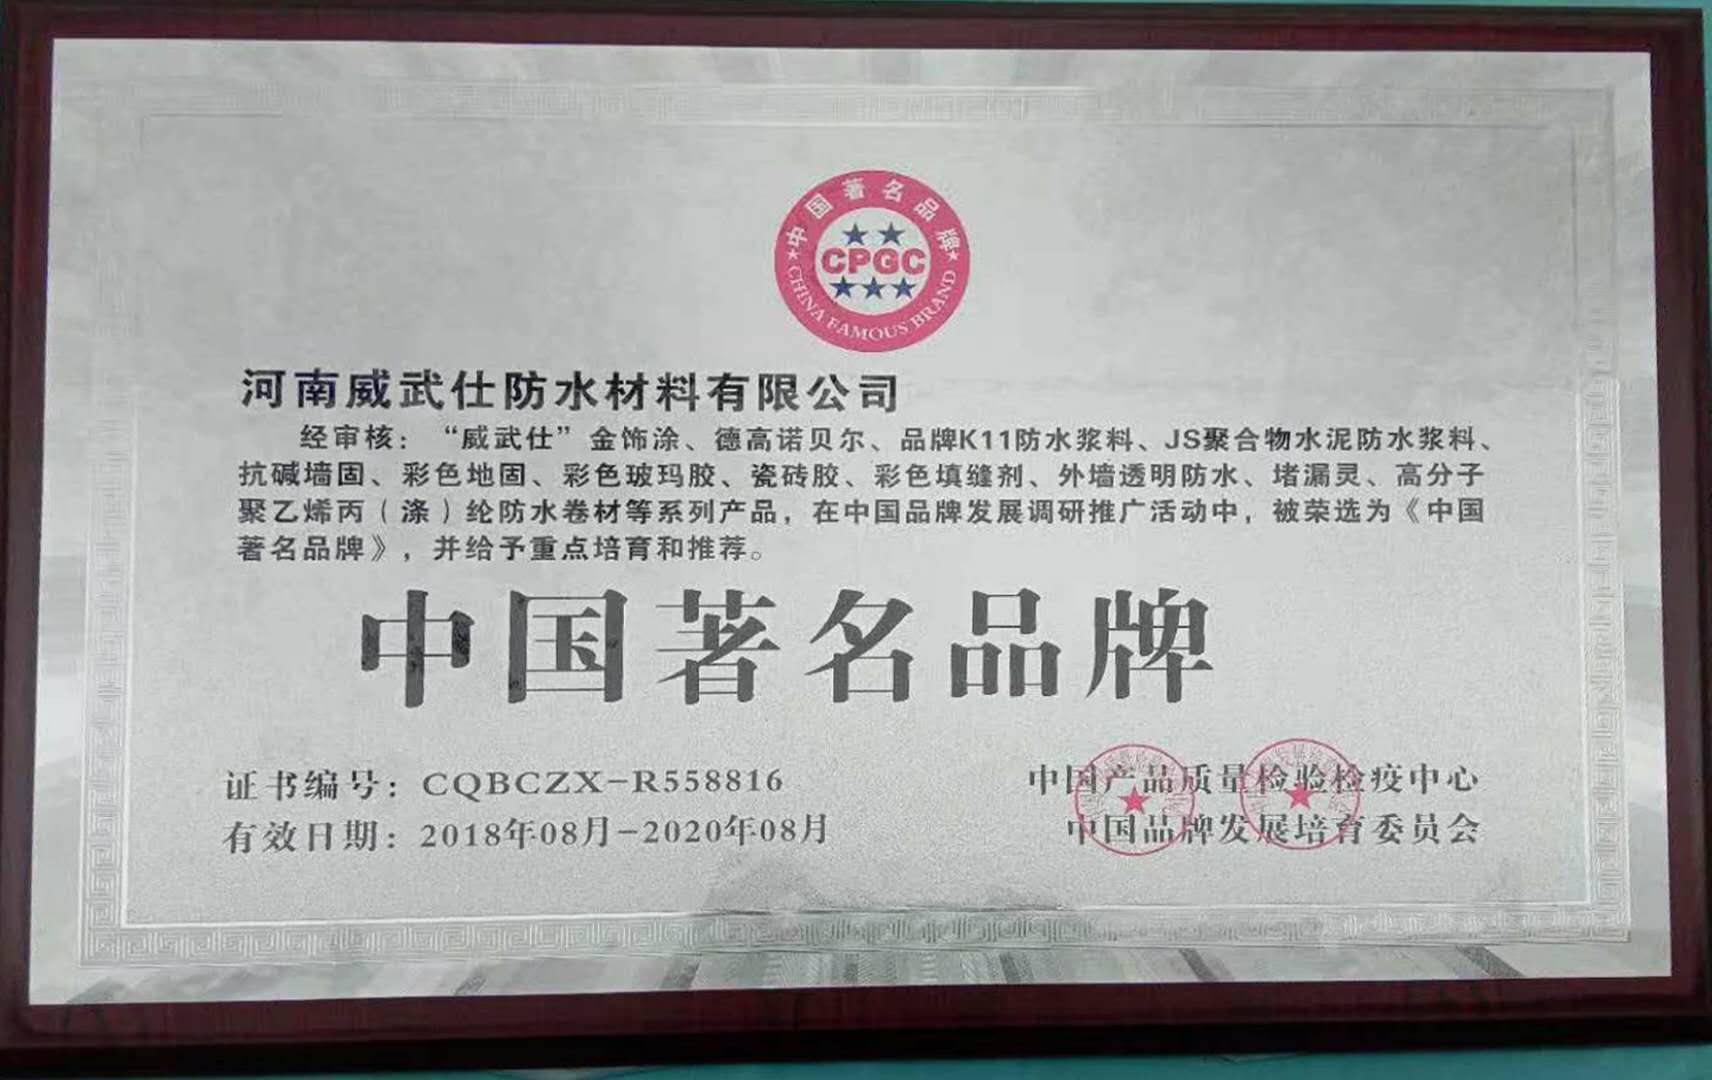 中国著名品牌
CPGC
CHINA FAMOUS BRAND
河南威武仕防水材料有限公司
经审核：“威武仕”金饰涂、德高诺贝尔、品牌K11防水浆料、JS聚合物水泥防水浆料、
抗碱墙固、彩色地固、彩色玻玛胶、瓷砖胶、彩色填缝剂、外墙透明防水、堵漏灵、高分子
聚乙烯丙（涤）纶防水卷材等系列产品，在中国品牌发展调研推广活动中，被荣选为《中国
著名品牌》，并给予重点培育和推荐。
中国著名品牌
证书编号：CQBCZX-R558816
中国产品质量检验检疫中心
有效日期：2018年08月-2020年08月
中国品牌发展培育委员会